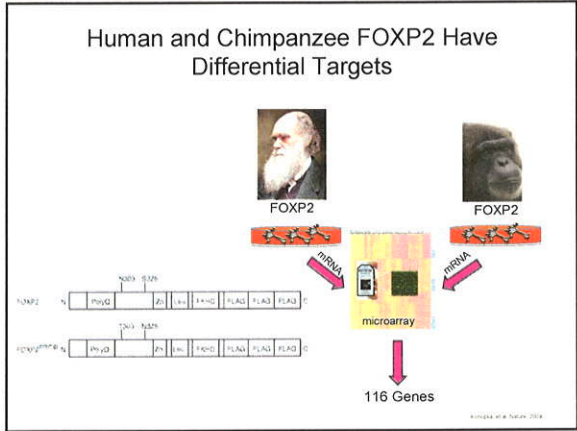 Human and Chimpanzee FOXP2 Have
Differential Targets
FOXP2
FOXP2
mRNA
mRNA
microarray
116 Genes
FOXP2 N PolyQ Zn Leu FKHD FLAG FLAG FLAG C
N PolyQ Zn Leu FKHD FLAG FLAG FLAG C